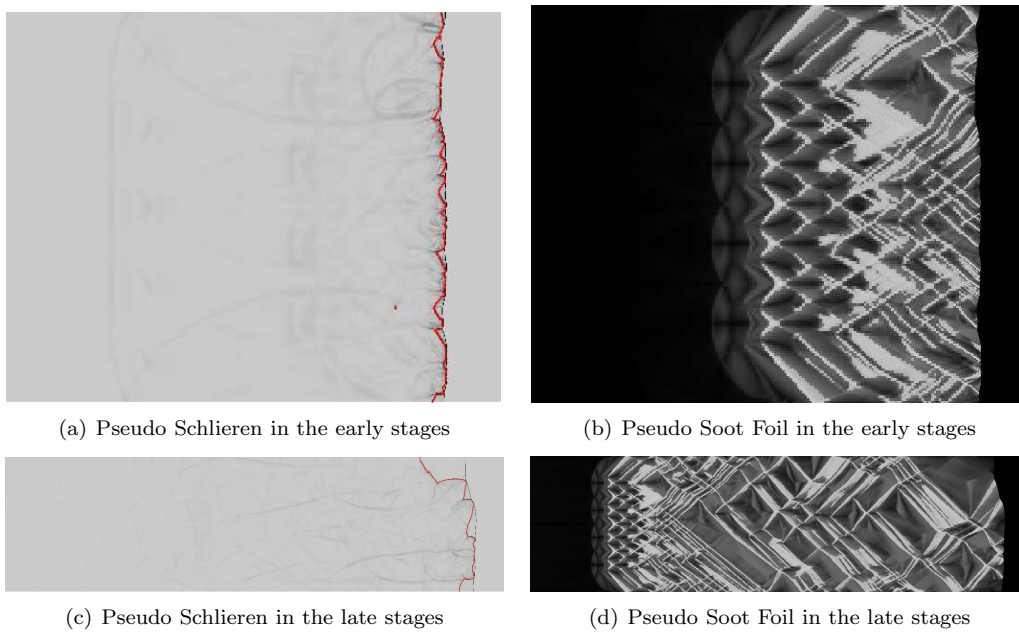 (a) Pseudo Schlieren in the early stages
(b) Pseudo Soot Foil in the early stages
(c) Pseudo Schlieren in the late stages
(d) Pseudo Soot Foil in the late stages